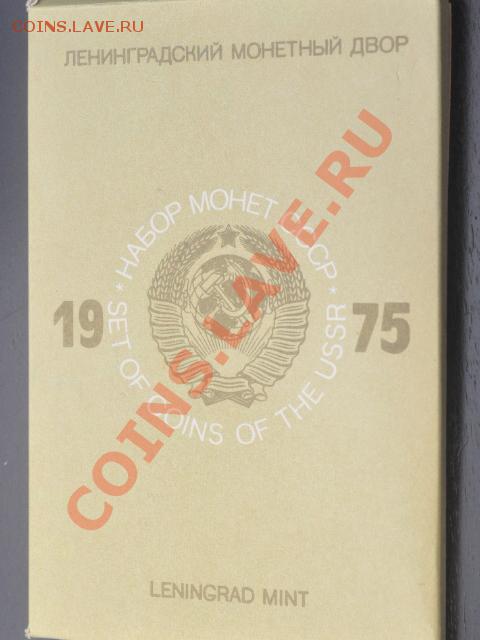 COINS.LAVE.RU
ЛЕНИНГРАДСКИЙ МОНЕТНЫЙ ДВОР
* НАБОР МОНЕТ СССР *
19 75
SET OF COINS OF THE USSR
COINS.LAVE.RU
LENINGRAD MINT